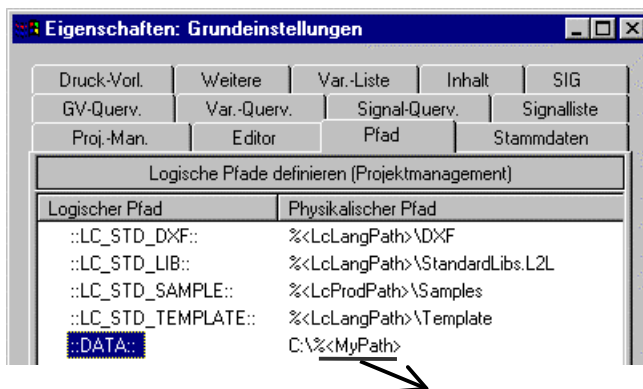 Eigenschaften: Grundeinstellungen
Druck-Vorl. Weitere Var.-Liste Inhalt SIG
GV-Querv. Var.-Querv. Signal-Querv. Signalliste
Proj.-Man. Editor Pfad Stammdaten
Logische Pfade definieren (Projektmanagement)
Logischer Pfad Physikalischer Pfad
::LC_STD_DXF:: %<LcLangPath>\DXF
::LC_STD_LIB:: %<LcLangPath>\StandardLibs.L2L
::LC_STD_SAMPLE:: %<LcProdPath>\Samples
::LC_STD_TEMPLATE:: %<LcLangPath>\Template
::DATA:: C:\%<MyPath>